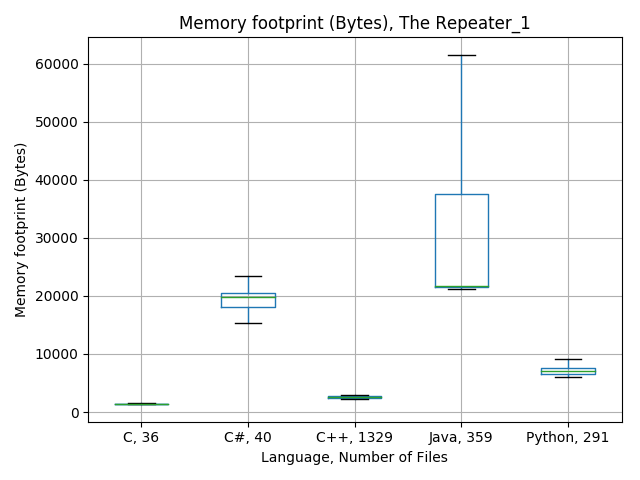 Memory footprint (Bytes), The Repeater_1
Memory footprint (Bytes)
60000
50000
40000
30000
20000
10000
0
C, 36
C#, 40
C++, 1329
Java, 359
Python, 291
Language, Number of Files